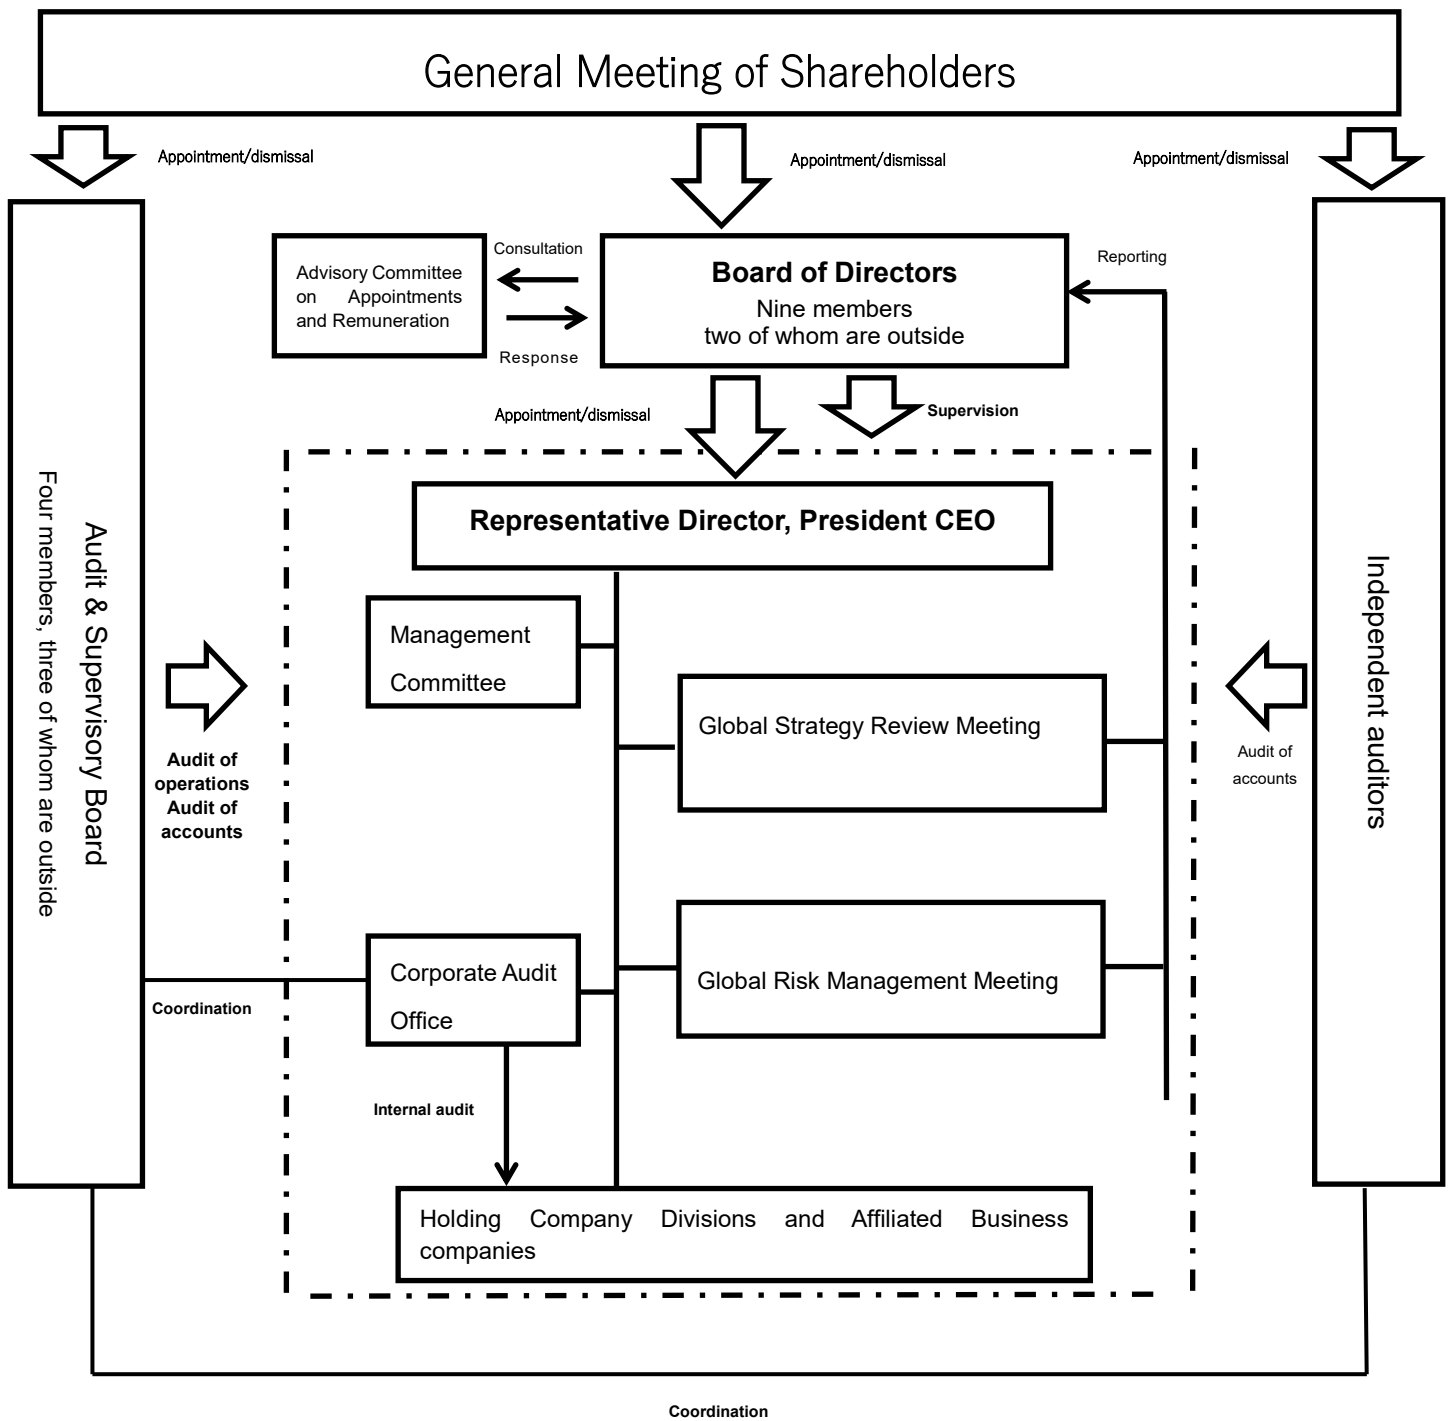 General Meeting of Shareholders
Appointment/dismissal
Appointment/dismissal
Appointment/dismissal
Advisory Committee
on Appointments
and Remuneration
Consultation
Response
Board of Directors
Nine members
two of whom are outside
Reporting
Appointment/dismissal
Supervision
Representative Director, President CEO
Audit & Supervisory Board
Four members, three of whom are outside
Audit of
operations
Audit of
accounts
Management
Committee
Global Strategy Review Meeting
Independent auditors
Audit of
accounts
Corporate Audit
Office
Global Risk Management Meeting
Coordination
Internal audit
Holding Company Divisions and Affiliated Business
companies
Coordination